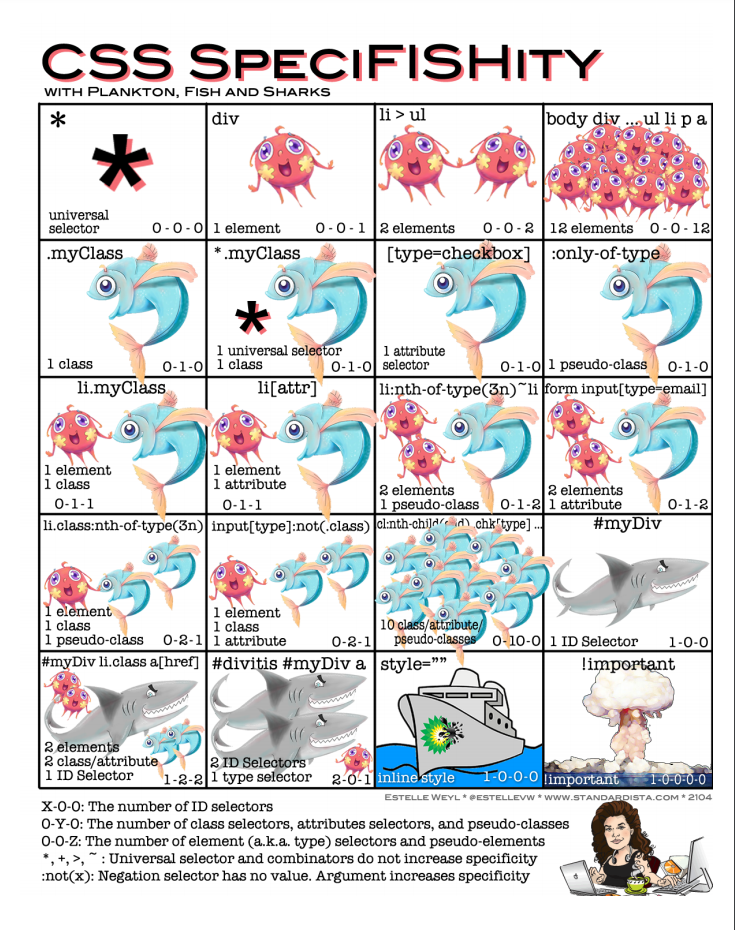 CSS SpeciFISHity
with Plankton, Fish and Sharks
*
universal
selector 0-0-0
div
1 element 0-0-1
li > ul
2 elements 0-0-2
body div ... ul li p a
12 elements 0-0-12
.myClass
1 class 0-1-0
*.myClass
*
1 universal selector
1 class 0-1-0
[type=checkbox]
1 attribute
selector 0-1-0
:only-of-type
1 pseudo-class 0-1-0
li.myClass
1 element
1 class
0-1-1
li[attr]
1 element
1 attribute
0-1-1
li:nth-of-type(3n)~li
2 elements
1 pseudo-class 0-1-2
form input[type=email]
2 elements
1 attribute 0-1-2
li.class:nth-of-type(3n)
1 element
1 class
1 pseudo-class 0-2-1
input[type]:not(.class)
1 element
1 class
1 attribute 0-2-1
chk[type] ...
10 class/attribute/
pseudo-classes 0-10-0
#myDiv
1 ID Selector 1-0-0
#myDiv li.class a[href]
2 elements
2 class/attribute
1 ID Selector 1-2-2
#divitis #myDiv a
2 ID Selectors
1 type selector 2-0-1
style=""
inline style 1-0-0-0
!important
!important 1-0-0-0-0
Estelle Weyl * @estellevw * www.standardista.com * 2104
X-0-0: The number of ID selectors
0-Y-0: The number of class selectors, attributes selectors, and pseudo-classes
0-0-Z: The number of element (a.k.a. type) selectors and pseudo-elements
*, +, >, ~ : Universal selector and combinators do not increase specificity
:not(x): Negation selector has no value. Argument increases specificity